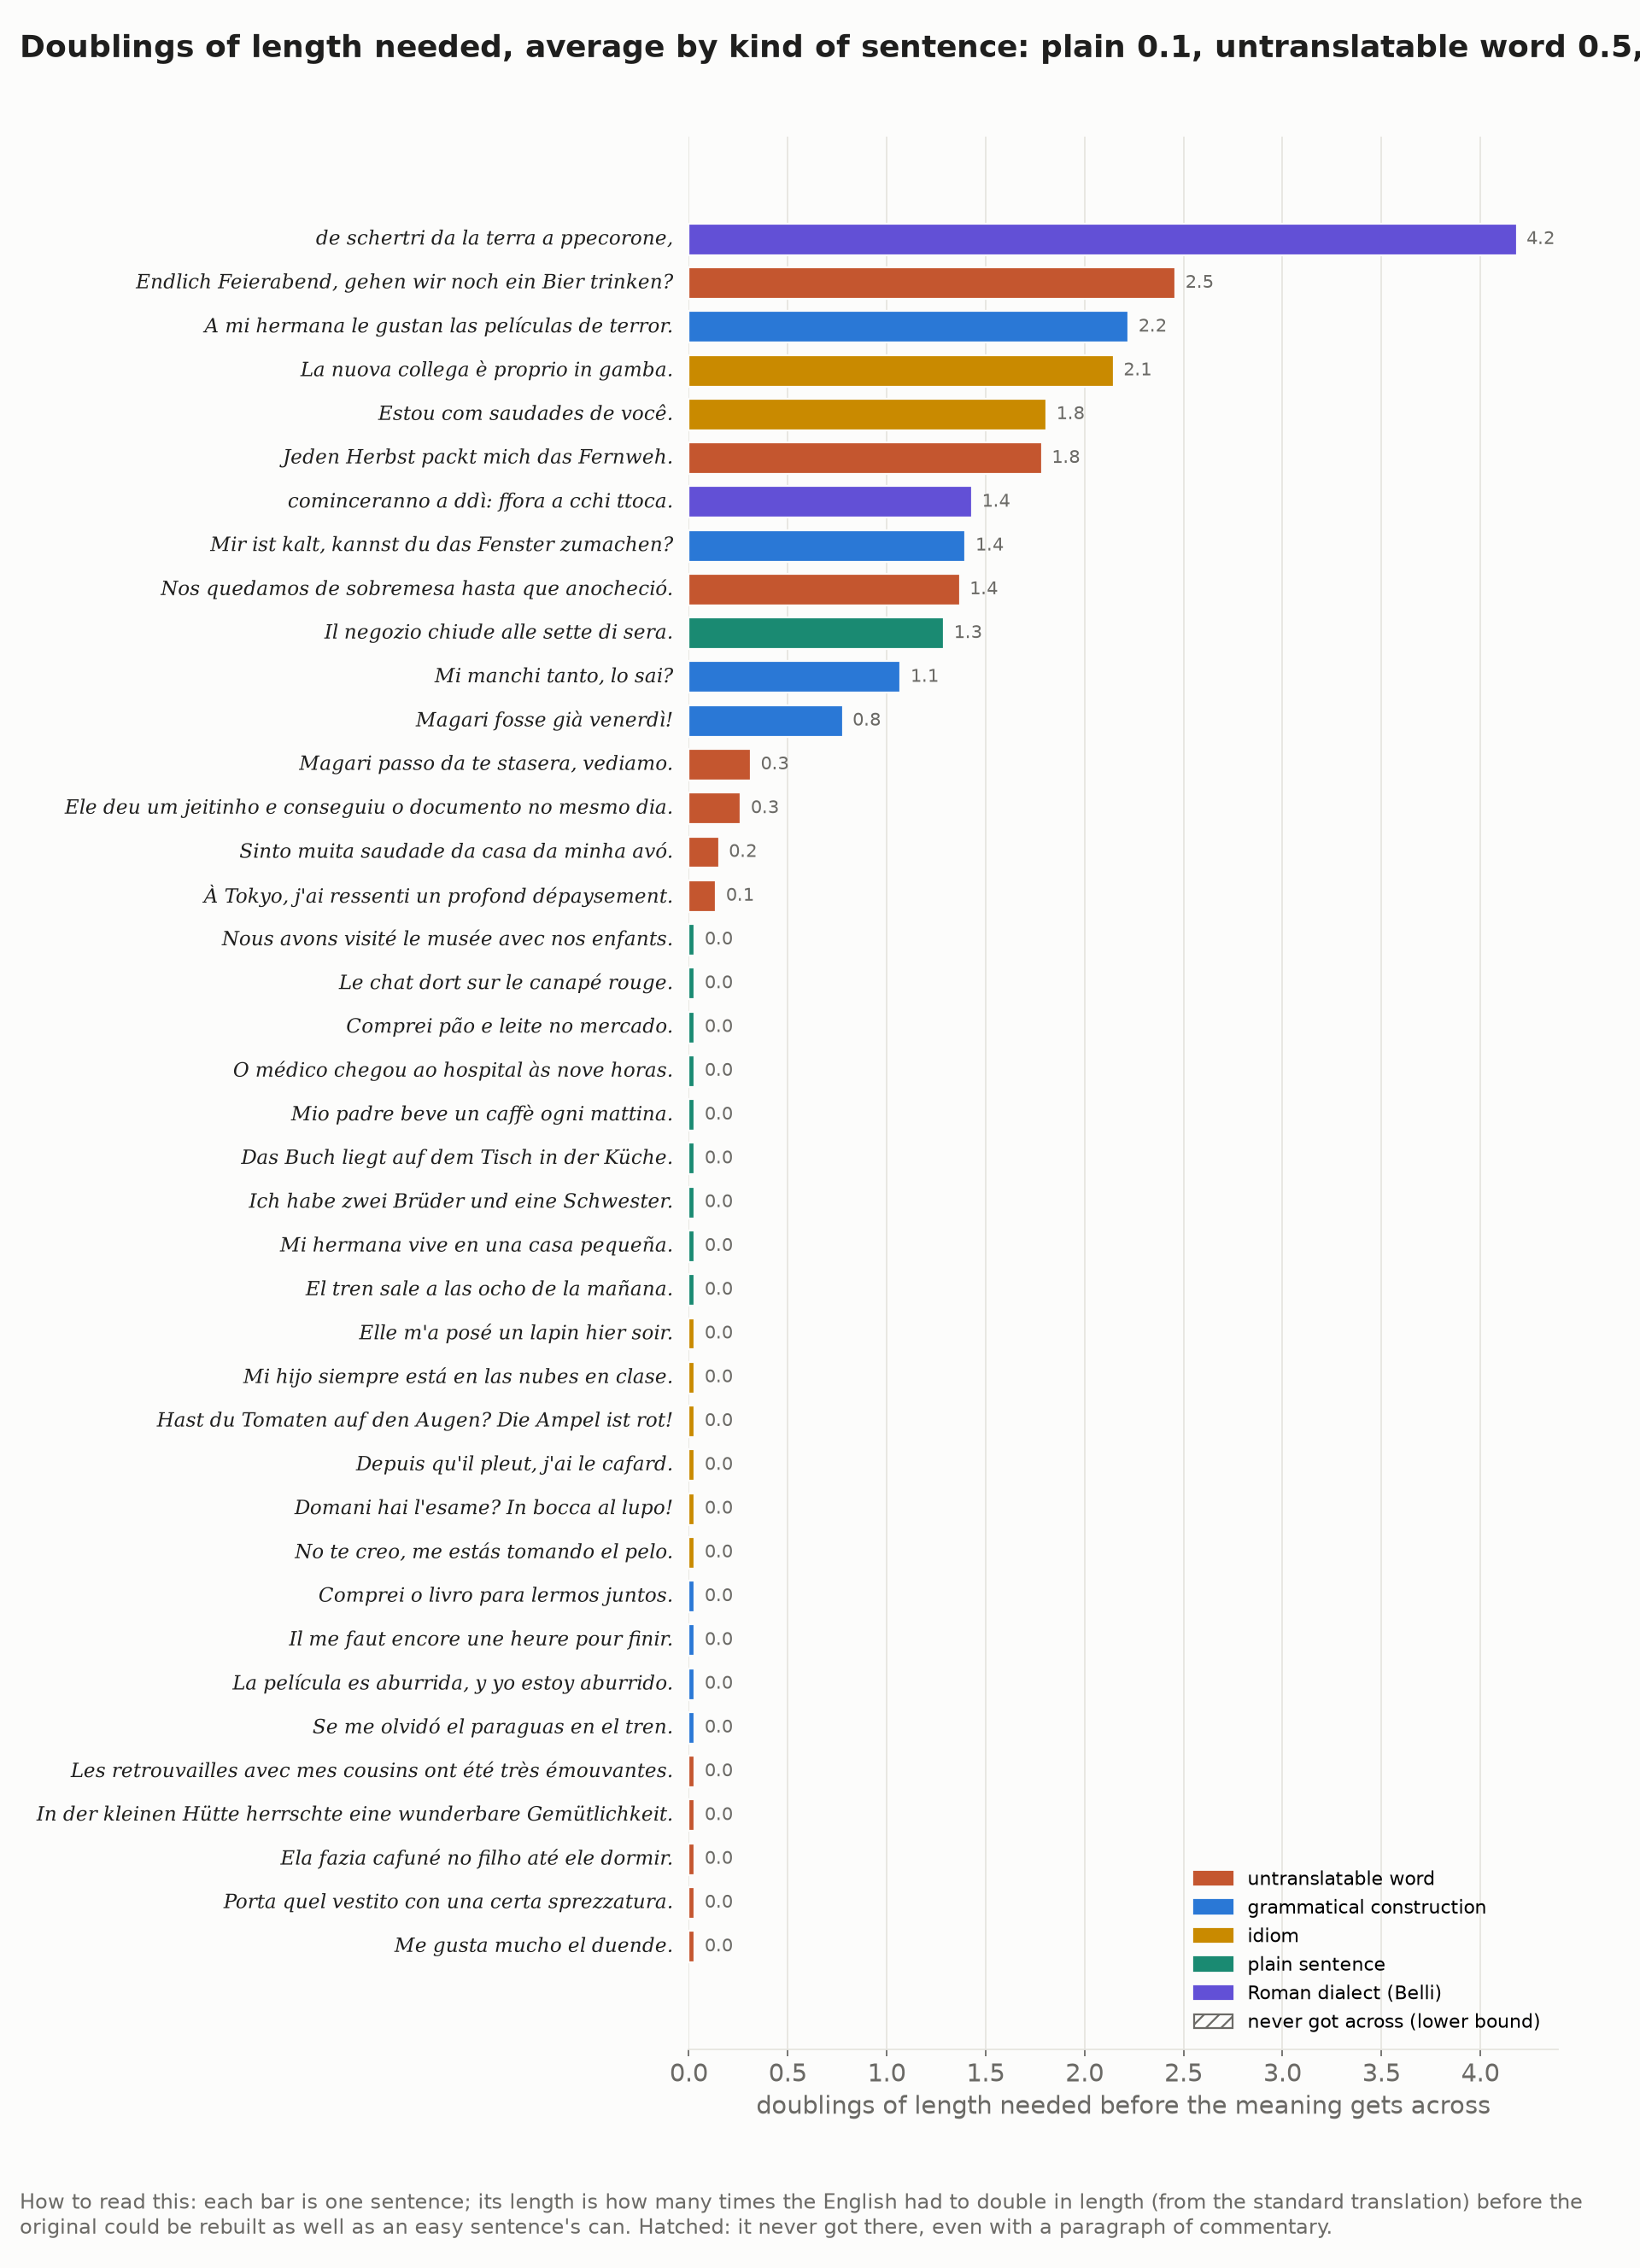 Doublings of length needed, average by kind of sentence: plain 0.1, untranslatable word 0.5,
de schertri da la terra a ppecorone, 4.2
Endlich Feierabend, gehen wir noch ein Bier trinken? 2.5
A mi hermana le gustan las películas de terror. 2.2
La nuova collega è proprio in gamba. 2.1
Estou com saudades de você. 1.8
Jeden Herbst packt mich das Fernweh. 1.8
cominceranno a ddì: ffora a cchi ttoca. 1.4
Mir ist kalt, kannst du das Fenster zumachen? 1.4
Nos quedamos de sobremesa hasta que anocheció. 1.4
Il negozio chiude alle sette di sera. 1.3
Mi manchi tanto, lo sai? 1.1
Magari fosse già venerdì! 0.8
Magari passo da te stasera, vediamo. 0.3
Ele deu um jeitinho e conseguiu o documento no mesmo dia. 0.3
Sinto muita saudade da casa da minha avó. 0.2
À Tokyo, j'ai ressenti un profond dépaysement. 0.1
Nous avons visité le musée avec nos enfants. 0.0
Le chat dort sur le canapé rouge. 0.0
Comprei pão e leite no mercado. 0.0
O médico chegou ao hospital às nove horas. 0.0
Mio padre beve un caffè ogni mattina. 0.0
Das Buch liegt auf dem Tisch in der Küche. 0.0
Ich habe zwei Brüder und eine Schwester. 0.0
Mi hermana vive en una casa pequeña. 0.0
El tren sale a las ocho de la mañana. 0.0
Elle m'a posé un lapin hier soir. 0.0
Mi hijo siempre está en las nubes en clase. 0.0
Hast du Tomaten auf den Augen? Die Ampel ist rot! 0.0
Depuis qu'il pleut, j'ai le cafard. 0.0
Domani hai l'esame? In bocca al lupo! 0.0
No te creo, me estás tomando el pelo. 0.0
Comprei o livro para lermos juntos. 0.0
Il me faut encore une heure pour finir. 0.0
La película es aburrida, y yo estoy aburrido. 0.0
Se me olvidó el paraguas en el tren. 0.0
Les retrouvailles avec mes cousins ont été très émouvantes. 0.0
In der kleinen Hütte herrschte eine wunderbare Gemütlichkeit. 0.0
Ela fazia cafuné no filho até ele dormir. 0.0
Porta quel vestito con una certa sprezzatura. 0.0
Me gusta mucho el duende. 0.0
untranslatable word
grammatical construction
idiom
plain sentence
Roman dialect (Belli)
never got across (lower bound)
0.0 0.5 1.0 1.5 2.0 2.5 3.0 3.5 4.0
doublings of length needed before the meaning gets across
How to read this: each bar is one sentence; its length is how many times the English had to double in length (from the standard translation) before the
original could be rebuilt as well as an easy sentence's can. Hatched: it never got there, even with a paragraph of commentary.